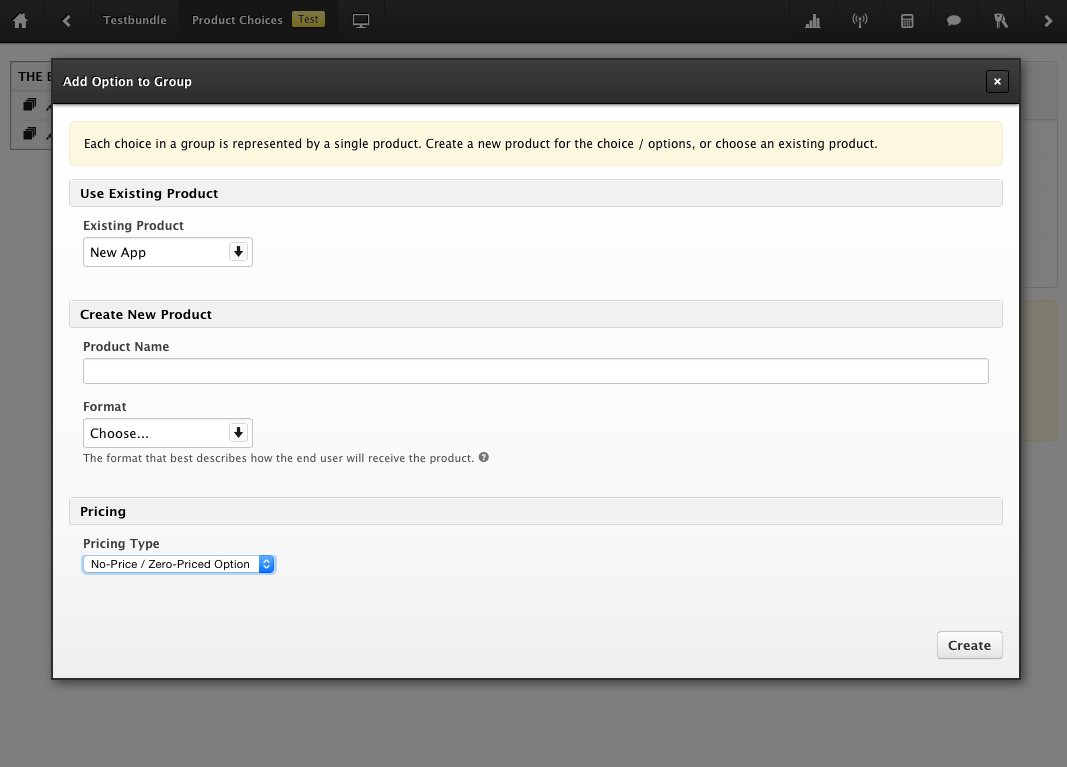 Testbundle
Product Choices Test
THE
Add Option to Group
Each choice in a group is represented by a single product. Create a new product for the choice / options, or choose an existing product.
Use Existing Product
Existing Product
New App
Create New Product
Product Name
Format
Choose...
The format that best describes how the end user will receive the product.
Pricing
Pricing Type
No-Price / Zero-Priced Option
Create